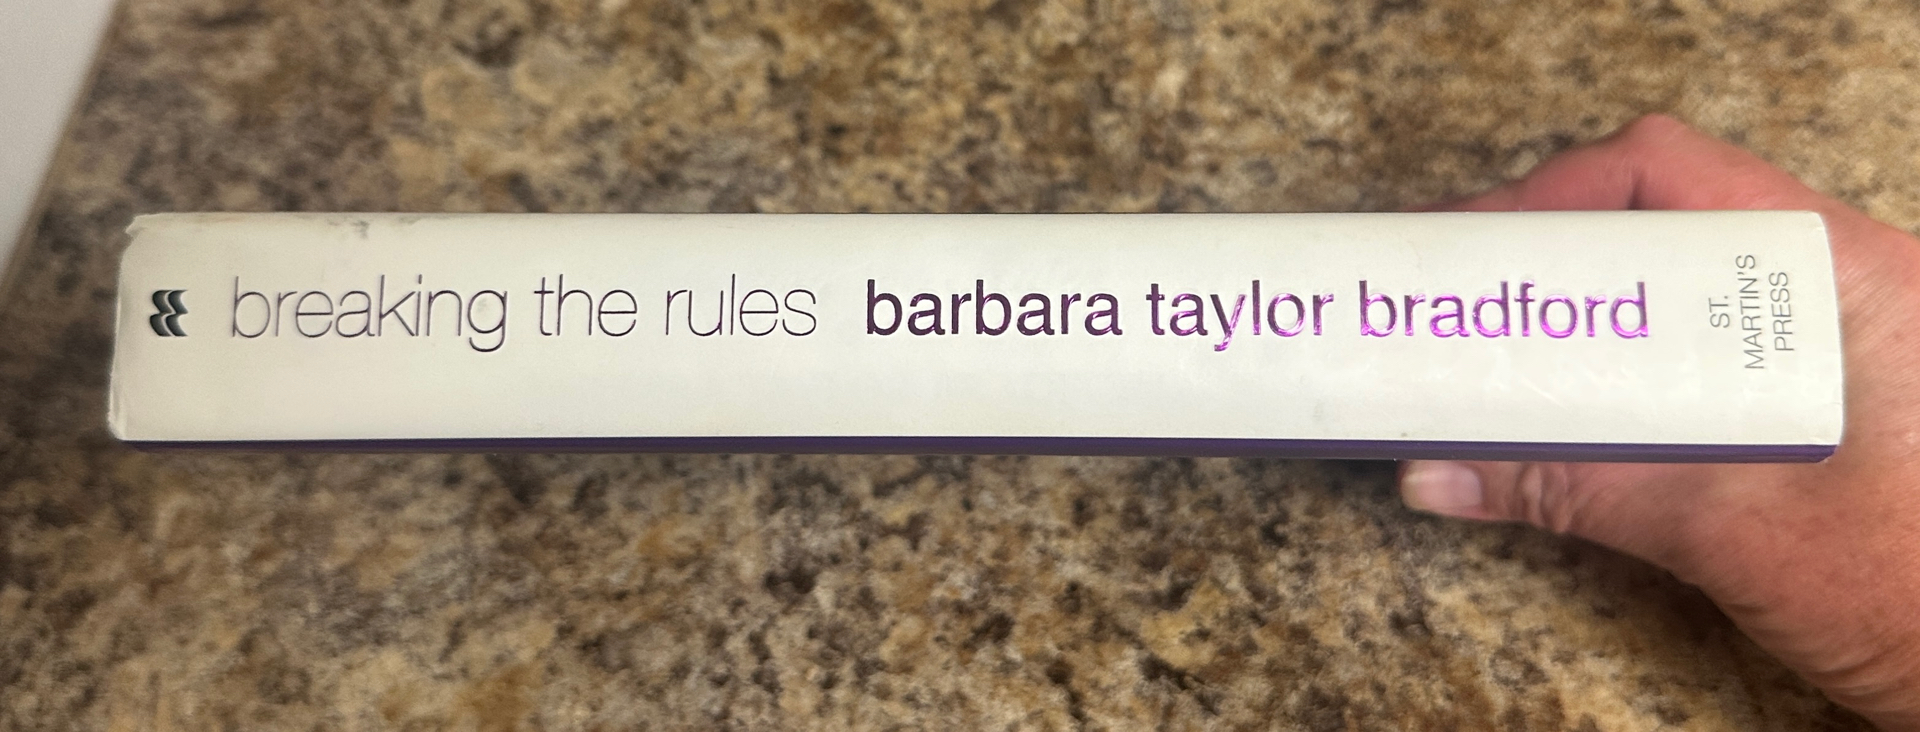 breaking the rules barbara taylor bradford
ST.
MARTIN'S
PRESS